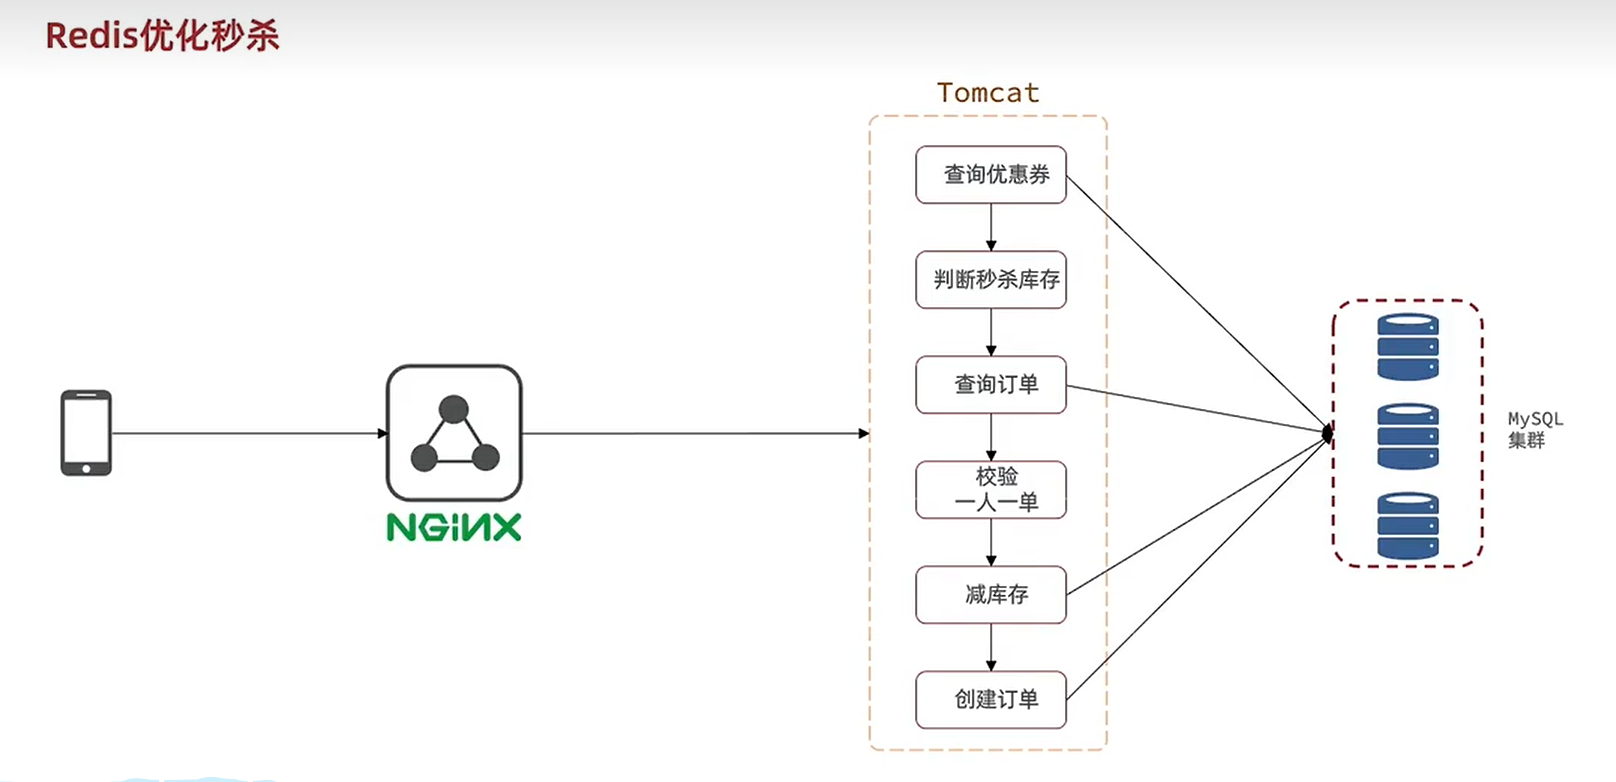 Redis优化秒杀
Tomcat
查询优惠券
判断秒杀库存
查询订单
校验
一人一单
减库存
创建订单
NGiNX
MySQL
集群